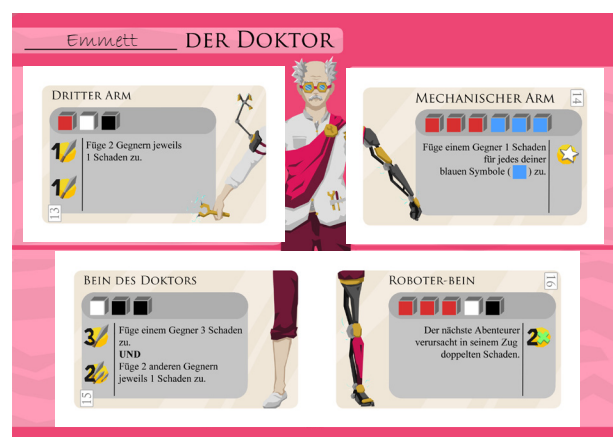 Emmett DER DOKTOR
DRITTER ARM
1
Füge 2 Gegnern jeweils
1 Schaden zu.
1
13
MECHANISCHER ARM
14
Füge einem Gegner 1 Schaden
für jedes deiner
blauen Symbole ( ) zu.
BEIN DES DOKTORS
3
Füge einem Gegner 3 Schaden
zu.
UND
2
Füge 2 anderen Gegnern
jeweils 1 Schaden zu.
15
ROBOTER-BEIN
16
Der nächste Abenteurer
verursacht in seinem Zug
doppelten Schaden.
2